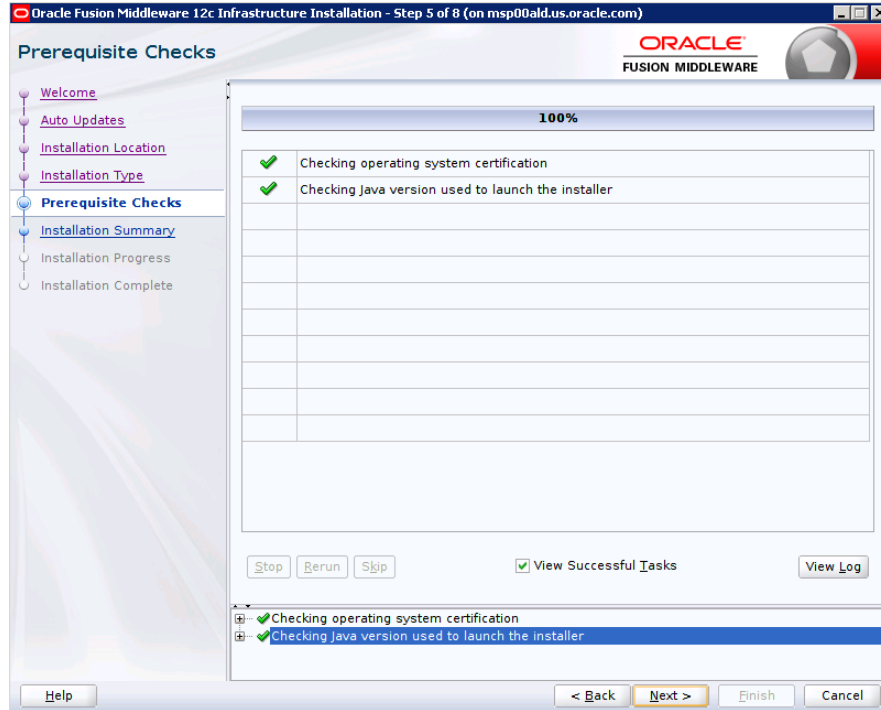 Oracle Fusion Middleware 12c Infrastructure Installation - Step 5 of 8 (on msp00ald.us.oracle.com)
Prerequisite Checks
ORACLE
FUSION MIDDLEWARE
Welcome
Auto Updates
Installation Location
Installation Type
Prerequisite Checks
Installation Summary
Installation Progress
Installation Complete
100%
Checking operating system certification
Checking Java version used to launch the installer
Stop Rerun Skip View Successful Tasks View Log
Checking operating system certification
Checking Java version used to launch the installer
Help < Back Next > Finish Cancel